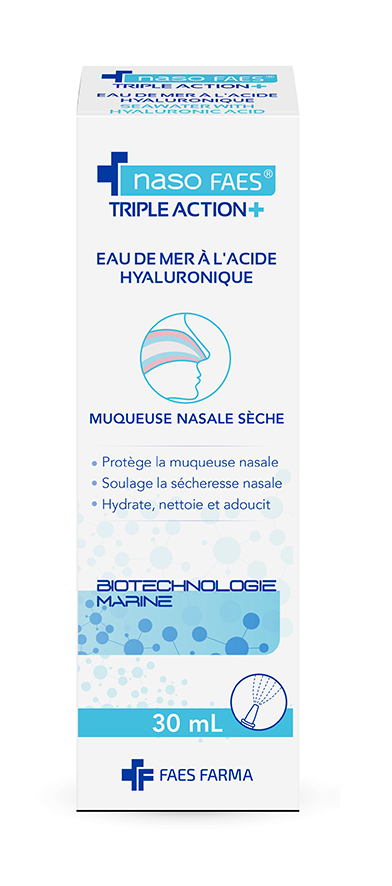 naso FAES®
TRIPLE ACTION+
EAU DE MER À L'ACIDE
HYALURONIQUE
SEAWATER WITH
HYALURONIC ACID
naso FAES®
TRIPLE ACTION+
EAU DE MER À L'ACIDE
HYALURONIQUE
MUQUEUSE NASALE SÈCHE
• Protège la muqueuse nasale
• Soulage la sécheresse nasale
• Hydrate, nettoie et adoucit
BIOTECHNOLOGIE
MARINE
30 mL
FAES FARMA